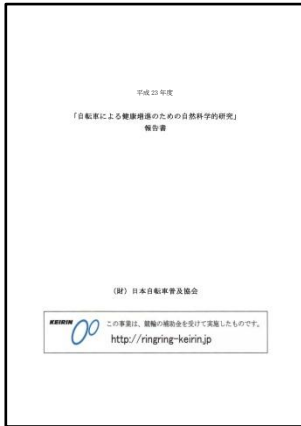 平成 23 年度
「自転車による健康増進のための自然科学的研究」
報告書
(財) 日本自転車普及協会
KEIRIN
この事業は、競輪の補助金を受けて実施したものです。
http://ringring-keirin.jp